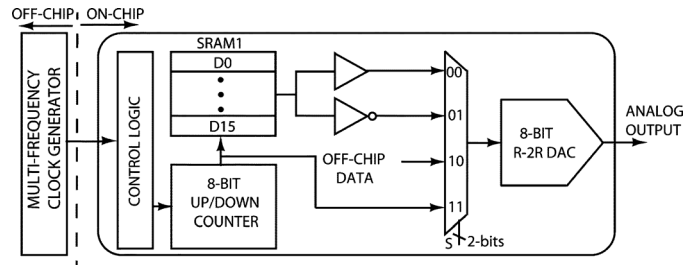 OFF-CHIP
ON-CHIP
MULTI-FREQUENCY
CLOCK GENERATOR
CONTROL LOGIC
SRAM1
D0
D15
8-BIT
UP/DOWN
COUNTER
OFF-CHIP
DATA
00
01
10
11
S
2-bits
8-BIT
R-2R DAC
ANALOG
OUTPUT